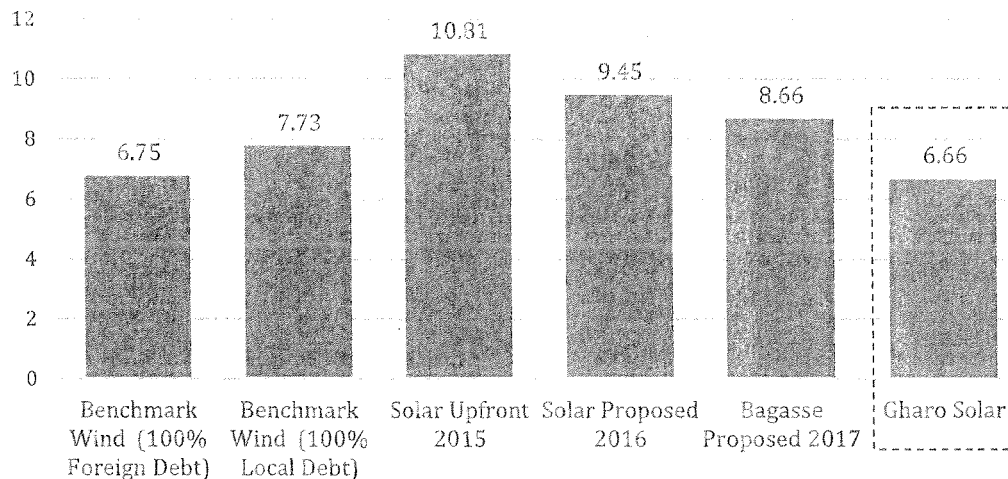 12
10
8
6
4
2
0
6.75
7.73
10.81
9.45
8.66
6.66
Benchmark
Wind (100%
Foreign Debt)
Benchmark
Wind (100%
Local Debt)
Solar Upfront
2015
Solar Proposed
2016
Bagasse
Proposed 2017
Gharo Solar